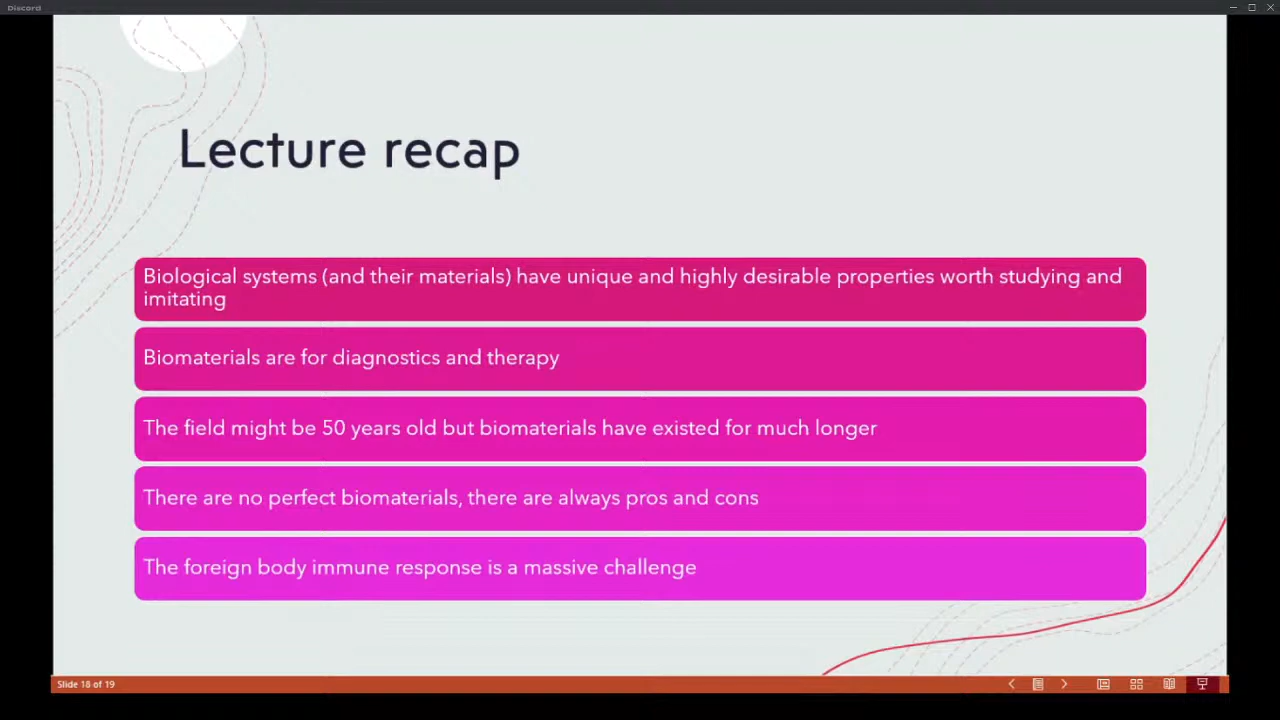 Discord
Lecture recap
Biological systems (and their materials) have unique and highly desirable properties worth studying and
imitating
Biomaterials are for diagnostics and therapy
The field might be 50 years old but biomaterials have existed for much longer
There are no perfect biomaterials, there are always pros and cons
The foreign body immune response is a massive challenge
Slide 18 of 19